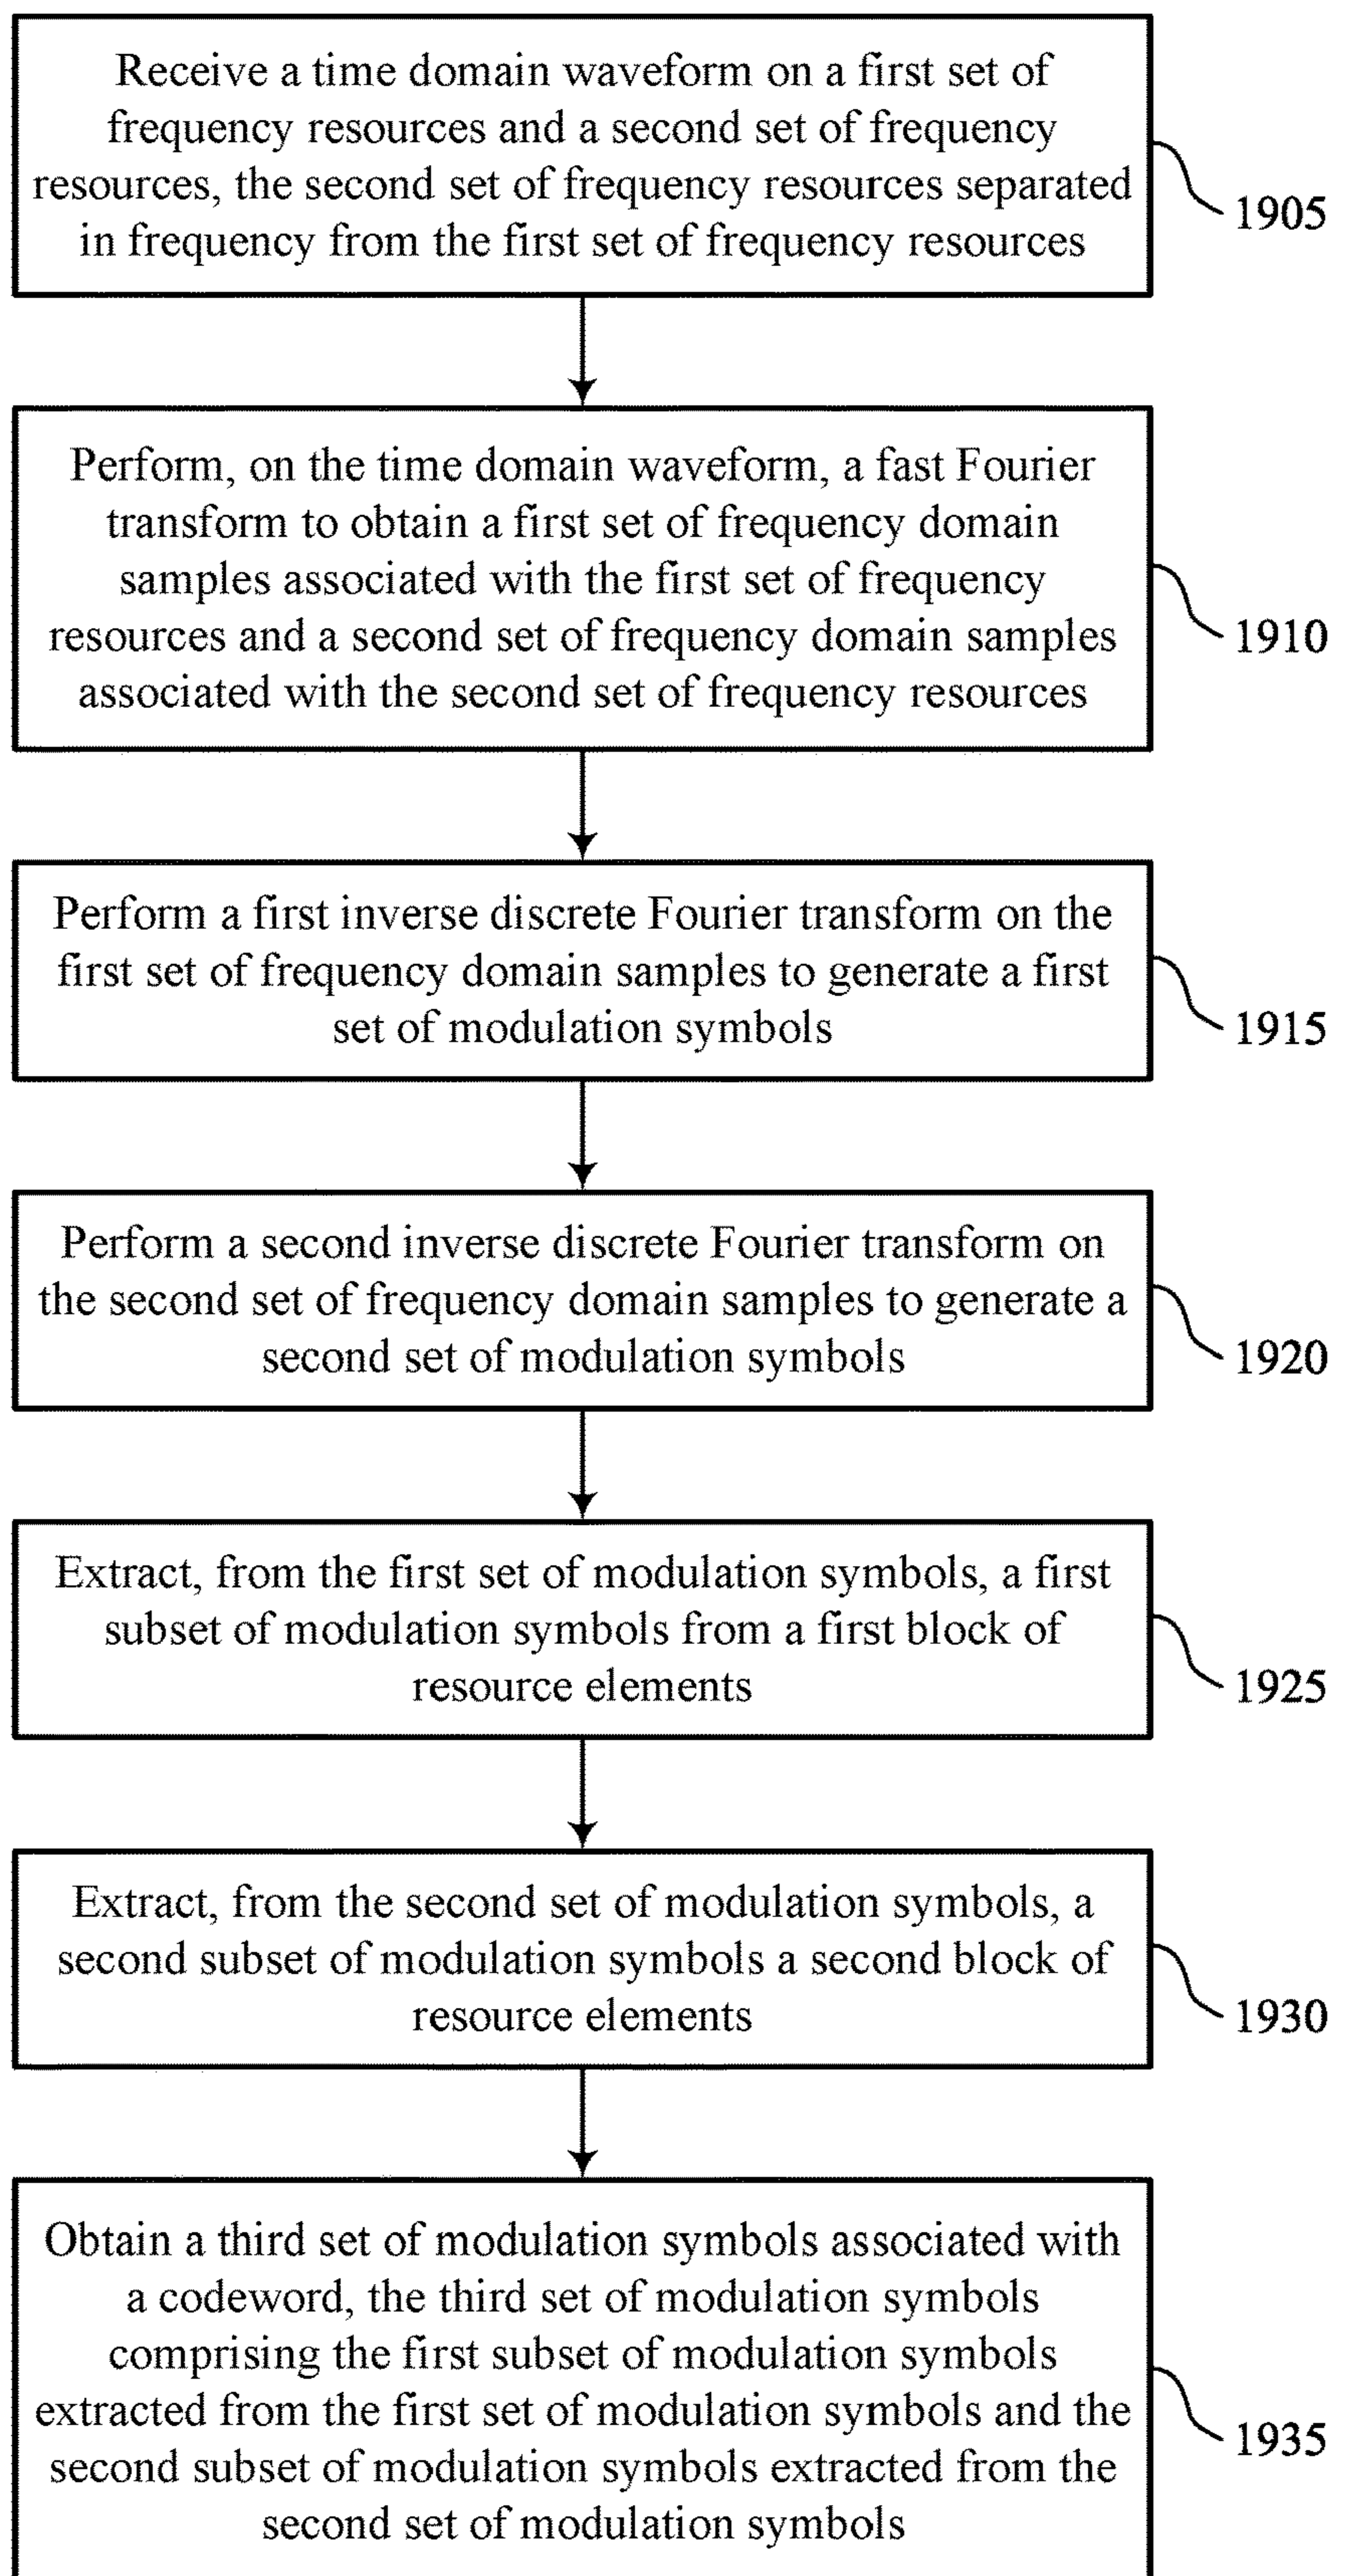 Receive a time domain waveform on a first set of
frequency resources and a second set of frequency
resources, the second set of frequency resources separated
in frequency from the first set of frequency resources
1905
Perform, on the time domain waveform, a fast Fourier
transform to obtain a first set of frequency domain
samples associated with the first set of frequency
resources and a second set of frequency domain samples
associated with the second set of frequency resources
1910
Perform a first inverse discrete Fourier transform on the
first set of frequency domain samples to generate a first
set of modulation symbols
1915
Perform a second inverse discrete Fourier transform on
the second set of frequency domain samples to generate a
second set of modulation symbols
1920
Extract, from the first set of modulation symbols, a first
subset of modulation symbols from a first block of
resource elements
1925
Extract, from the second set of modulation symbols, a
second subset of modulation symbols a second block of
resource elements
1930
Obtain a third set of modulation symbols associated with
a codeword, the third set of modulation symbols
comprising the first subset of modulation symbols
extracted from the first set of modulation symbols and the
second subset of modulation symbols extracted from the
second set of modulation symbols
1935